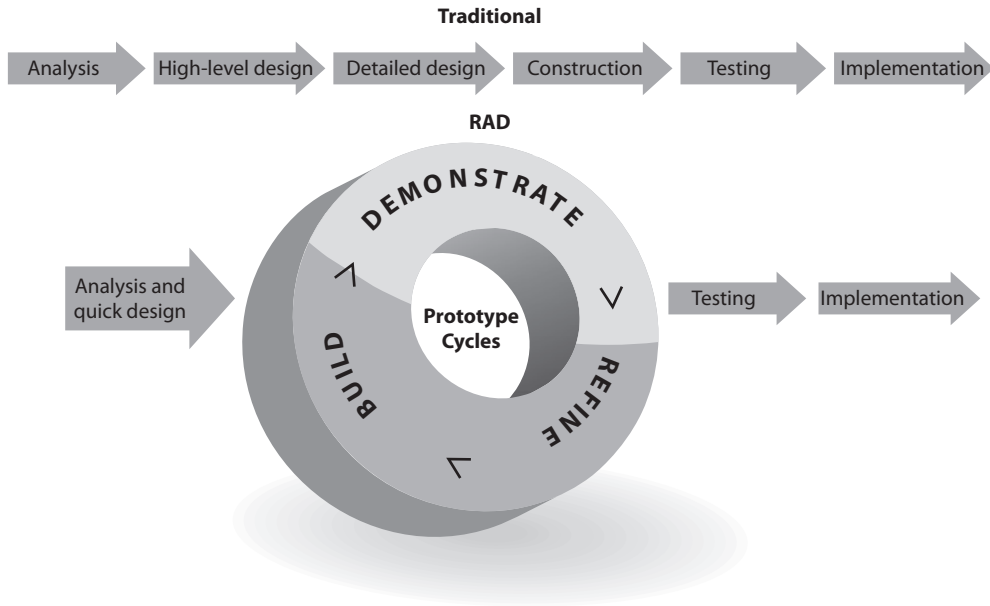 Traditional
Analysis
High-level design
Detailed design
Construction
Testing
Implementation
RAD
Analysis and
quick design
DEMONSTRATE
REFINE
BUILD
Prototype
Cycles
Testing
Implementation